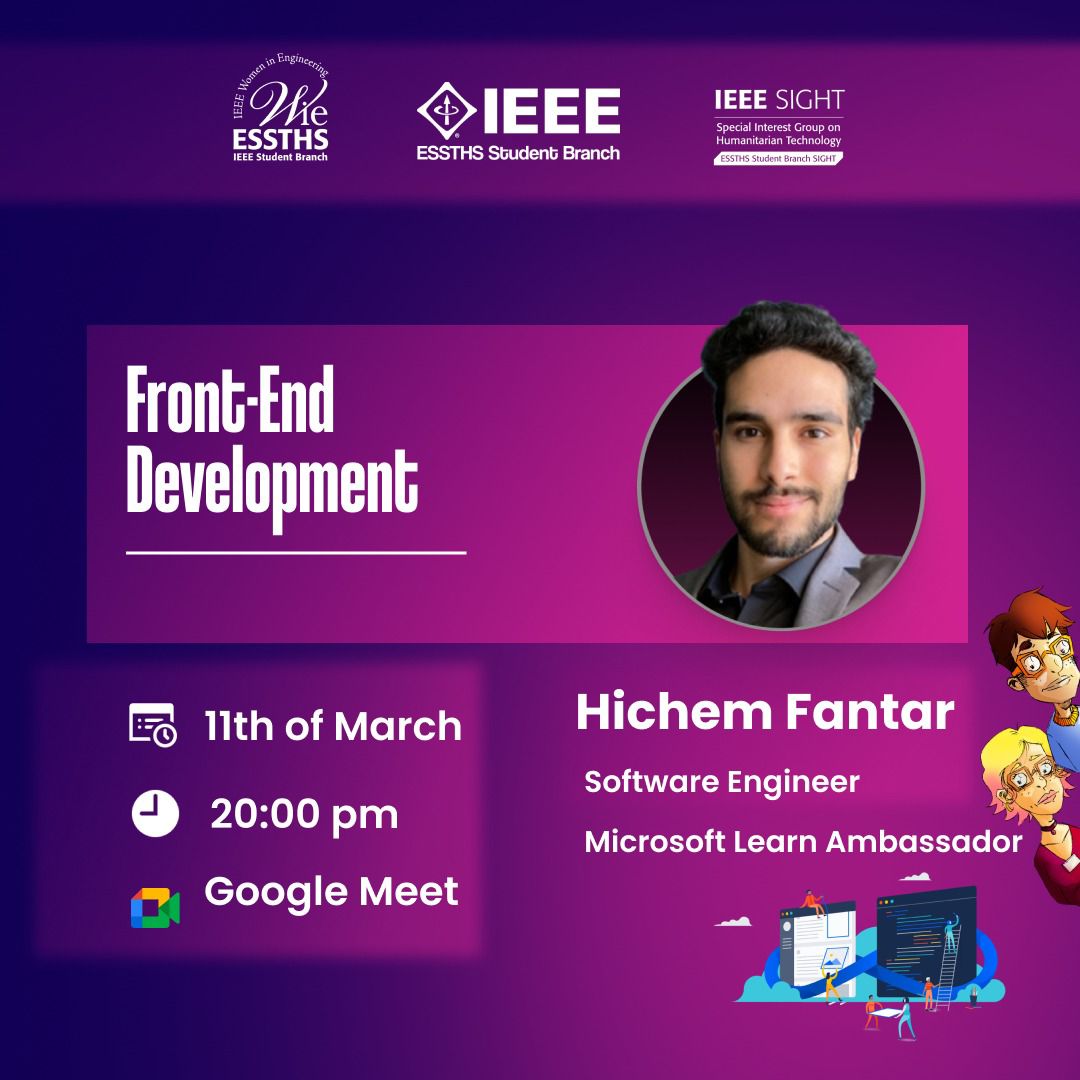 IEEE Women in Engineering
Wie
ESSTHS
IEEE Student Branch
IEEE
ESSTHS Student Branch
IEEE SIGHT
Special Interest Group on
Humanitarian Technology
ESSTHS Student Branch SIGHT
Front-End
Development
11th of March
20:00 pm
Google Meet
Hichem Fantar
Software Engineer
Microsoft Learn Ambassador